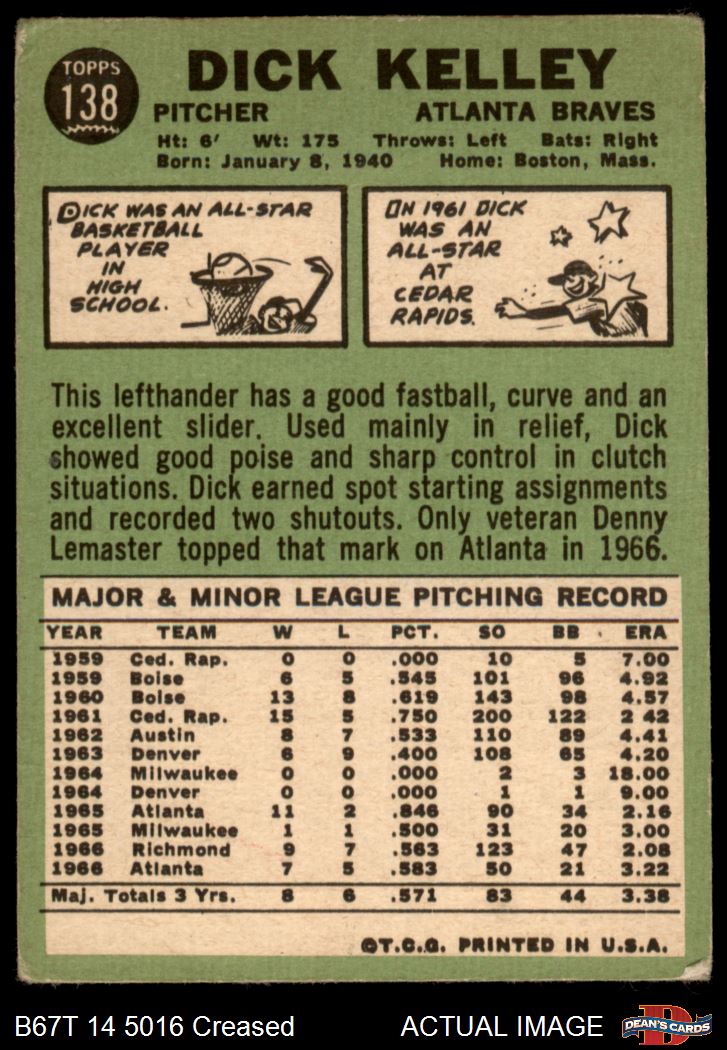 TOPPS
138
DICK KELLEY
PITCHER ATLANTA BRAVES
Ht: 6' Wt: 175 Throws: Left Bats: Right
Born: January 8, 1940 Home: Boston, Mass.
DICK WAS AN ALL-STAR
BASKETBALL
PLAYER
IN
HIGH
SCHOOL.
IN 1961 DICK
WAS AN
ALL-STAR
AT
CEDAR
RAPIDS.
This lefthander has a good fastball, curve and an
excellent slider. Used mainly in relief, Dick
showed good poise and sharp control in clutch
situations. Dick earned spot starting assignments
and recorded two shutouts. Only veteran Denny
Lemaster topped that mark on Atlanta in 1966.
MAJOR & MINOR LEAGUE PITCHING RECORD
YEAR TEAM W L PCT. SO BB ERA
1959 Ced. Rap. 0 0 .000 10 5 7.00
1959 Boise 6 5 .545 101 96 4.92
1960 Boise 13 8 .619 143 98 4.57
1961 Ced. Rap. 15 5 .750 200 122 2 42
1962 Austin 8 7 .533 110 89 4.41
1963 Denver 6 9 .400 108 65 4.20
1964 Milwaukee 0 0 .000 2 3 18.00
1964 Denver 0 0 .000 1 1 9.00
1965 Atlanta 11 2 .846 90 34 2.16
1965 Milwaukee 1 1 .500 31 20 3.00
1966 Richmond 9 7 .563 123 47 2.08
1966 Atlanta 7 5 .583 50 21 3.22
Maj. Totals 3 Yrs. 8 6 .571 83 44 3.38
©T.C.G. PRINTED IN U.S.A.
B67T 14 5016 Creased ACTUAL IMAGE
D
DEAN'S CARDS